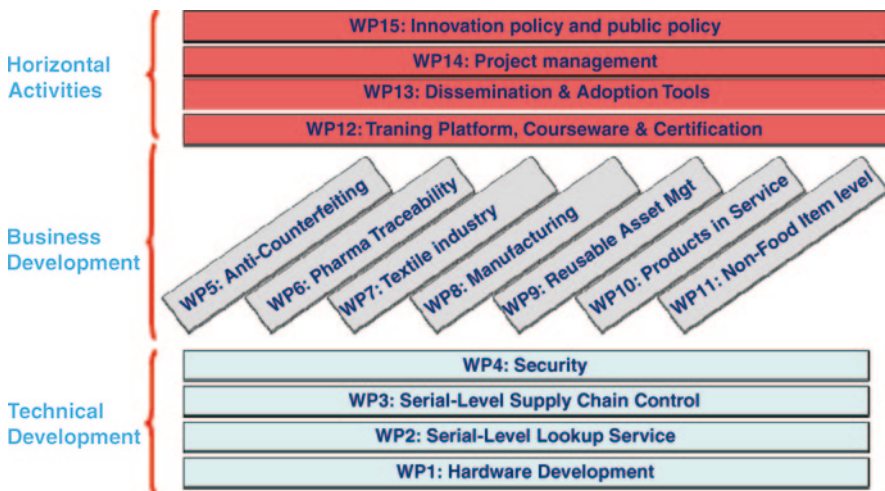 Horizontal
Activities
WP15: Innovation policy and public policy
WP14: Project management
WP13: Dissemination & Adoption Tools
WP12: Traning Platform, Courseware & Certification
Business
Development
WP5: Anti-Counterfeiting
WP6: Pharma Traceability
WP7: Textile industry
WP8: Manufacturing
WP9: Reusable Asset Mgt
WP10: Products in Service
WP11: Non-Food Item level
Technical
Development
WP4: Security
WP3: Serial-Level Supply Chain Control
WP2: Serial-Level Lookup Service
WP1: Hardware Development